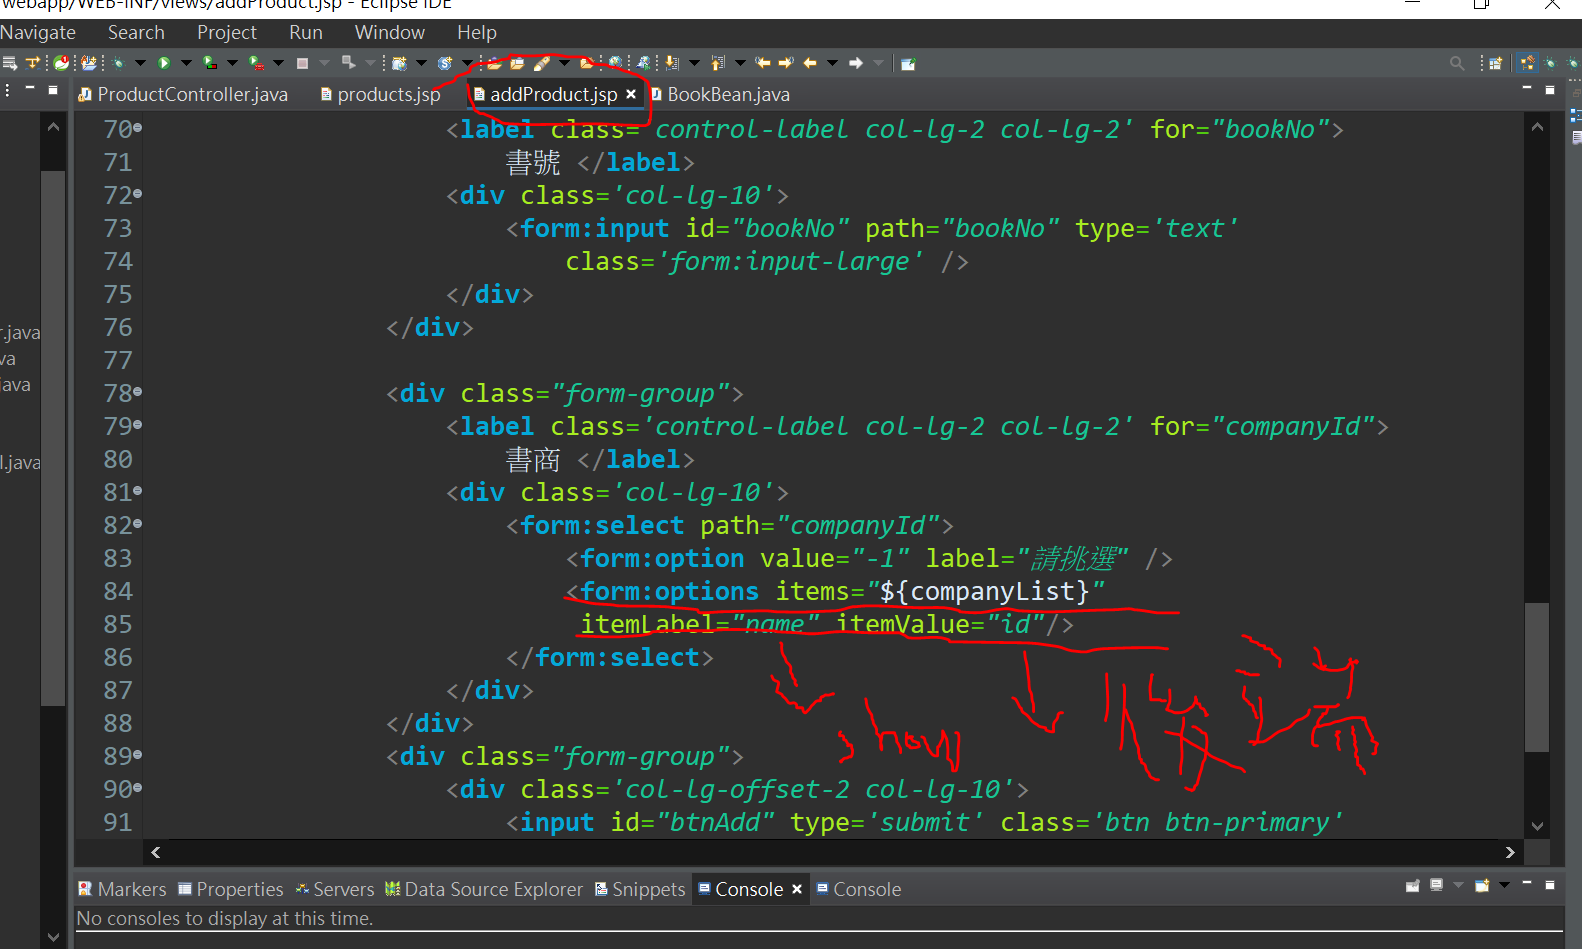 webapp/WEB-INF/views/addProduct.jsp - Eclipse IDE
Navigate Search Project Run Window Help
ProductController.java products.jsp addProduct.jsp BookBean.java
70 <label class='control-label col-lg-2 col-lg-2' for="bookNo">
71 書號 </label>
72 <div class='col-lg-10'>
73 <form:input id="bookNo" path="bookNo" type='text'
74 class='form:input-large' />
75 </div>
76 </div>
77
78 <div class="form-group">
79 <label class='control-label col-lg-2 col-lg-2' for="companyId">
80 書商 </label>
81 <div class='col-lg-10'>
82 <form:select path="companyId">
83 <form:option value="-1" label="請挑選" />
84 <form:options items="${companyList}"
85 itemLabel="name" itemValue="id"/>
86 </form:select>
87 </div>
88 </div>
89 <div class="form-group">
90 <div class='col-lg-offset-2 col-lg-10'>
91 <input id="btnAdd" type='submit' class='btn btn-primary'
r.java
va
java
l.java
show
Markers Properties Servers Data Source Explorer Snippets Console Console
No consoles to display at this time.